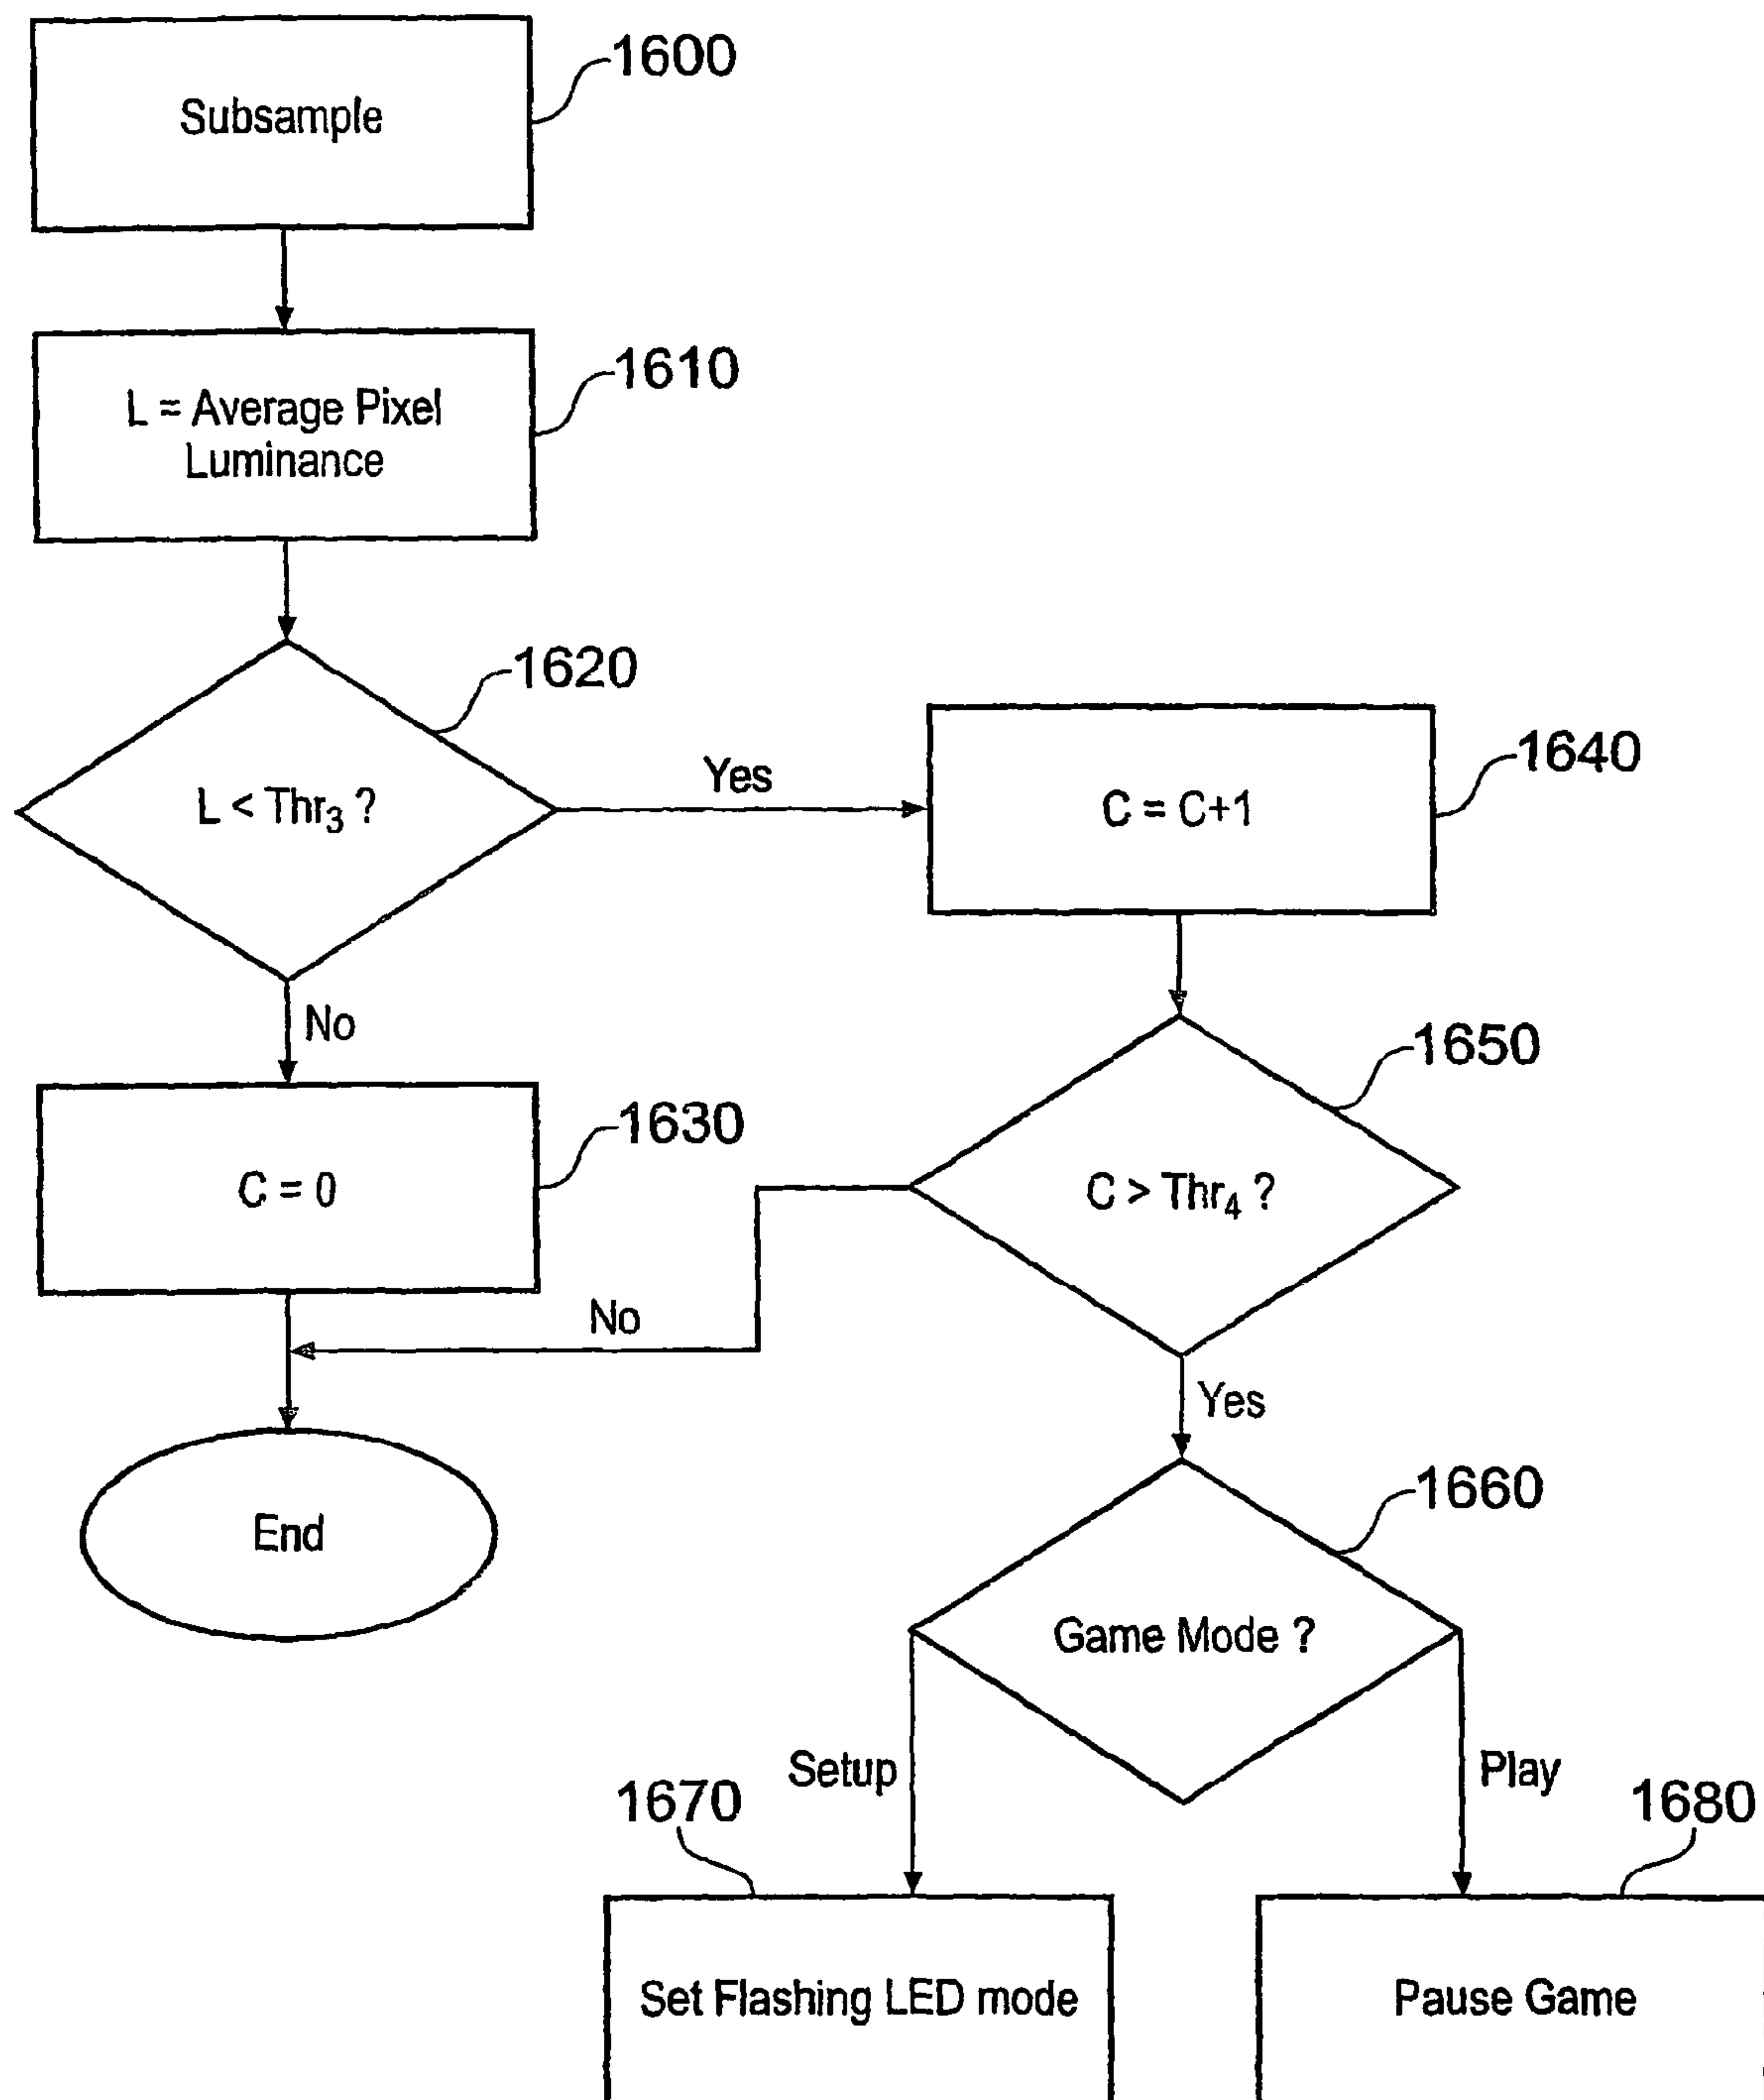 Subsample
1600
L = Average Pixel
Luminance
1610
L < Thr₃ ?
1620
Yes
No
C = C+1
1640
C = 0
1630
C > Thr₄ ?
1650
No
Yes
End
Game Mode ?
1660
Setup
Play
1670
1680
Set Flashing LED mode
Pause Game